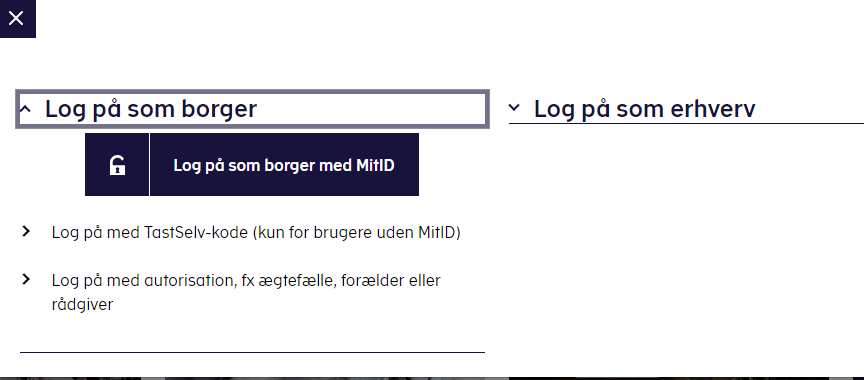 Log på som borger
Log på som borger med MitID
Log på med TastSelv-kode (kun for brugere uden MitID)
Log på med autorisation, fx ægtefælle, forælder eller
rådgiver
Log på som erhverv